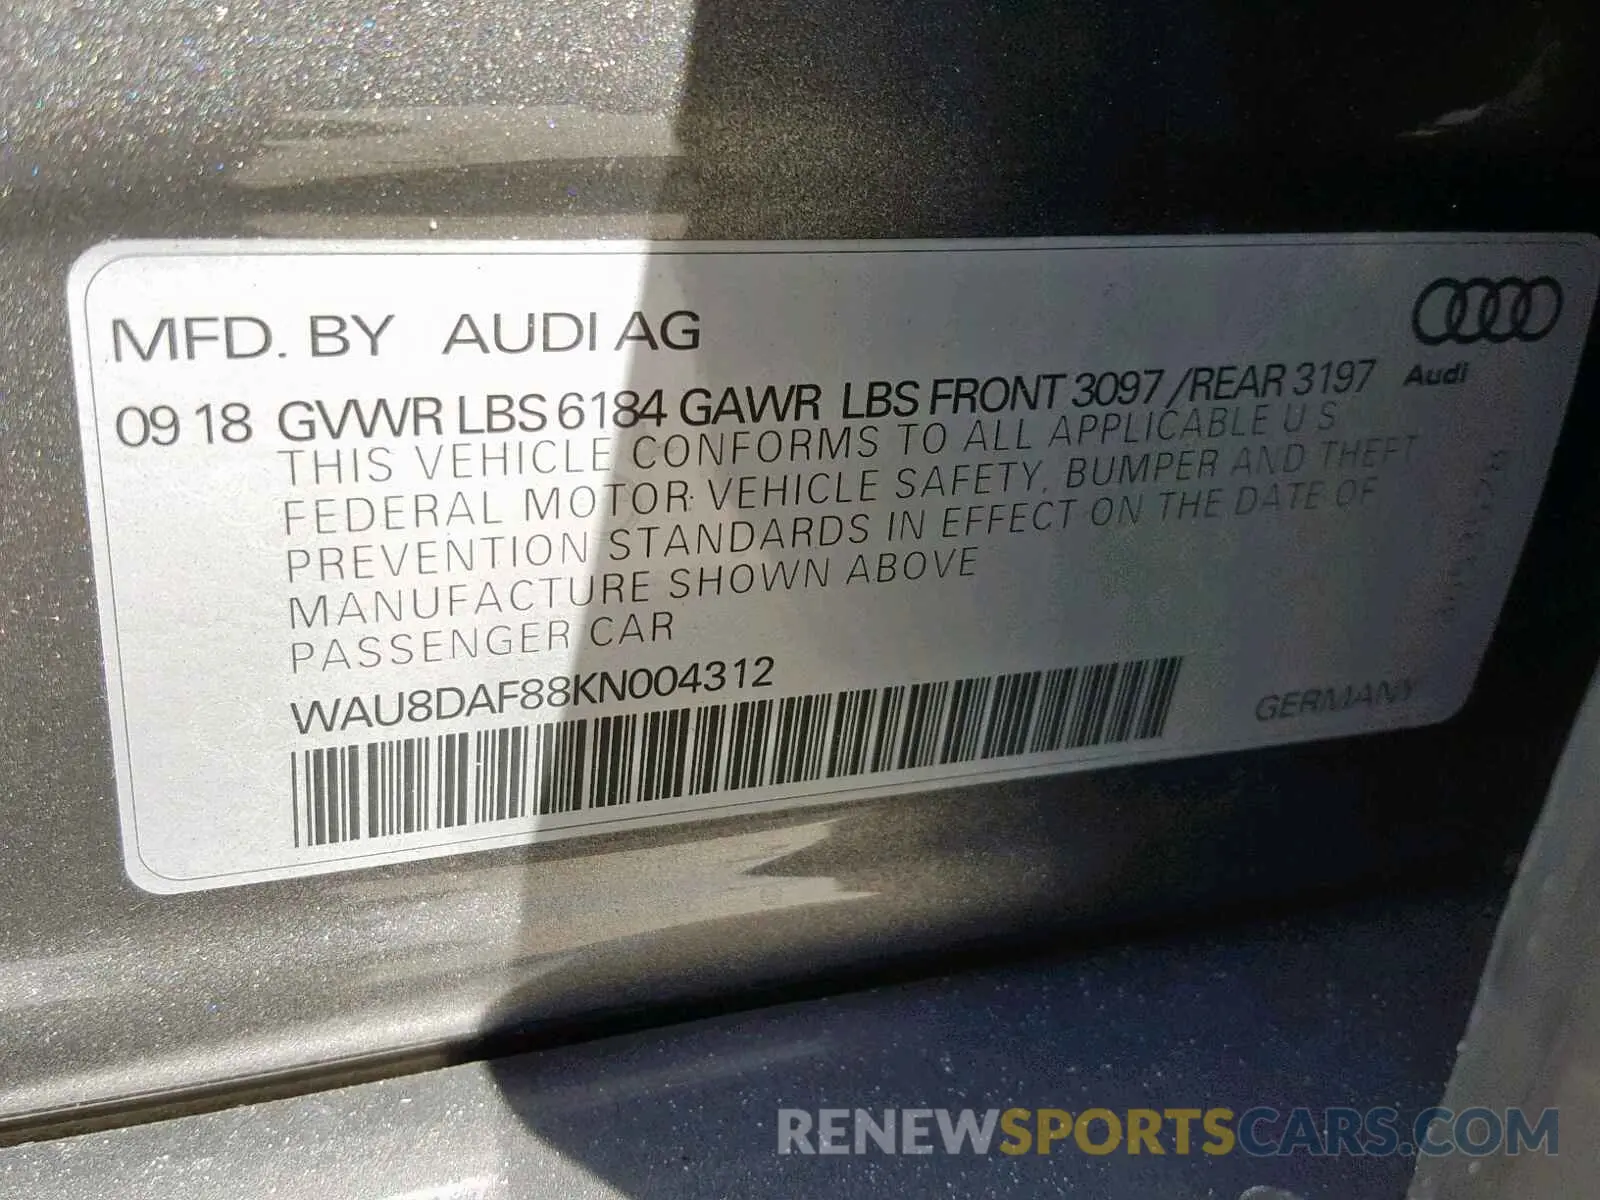 MFD. BY AUDI AG
Audi
09 18 GVWR LBS 6184 GAWR LBS FRONT 3097 /REAR 3197
THIS VEHICLE CONFORMS TO ALL APPLICABLE U S
FEDERAL MOTOR VEHICLE SAFETY, BUMPER AND THEFT
PREVENTION STANDARDS IN EFFECT ON THE DATE OF
MANUFACTURE SHOWN ABOVE
PASSENGER CAR
WAU8DAF88KN004312
GERMANY
RENEWSPORTSCARS.COM